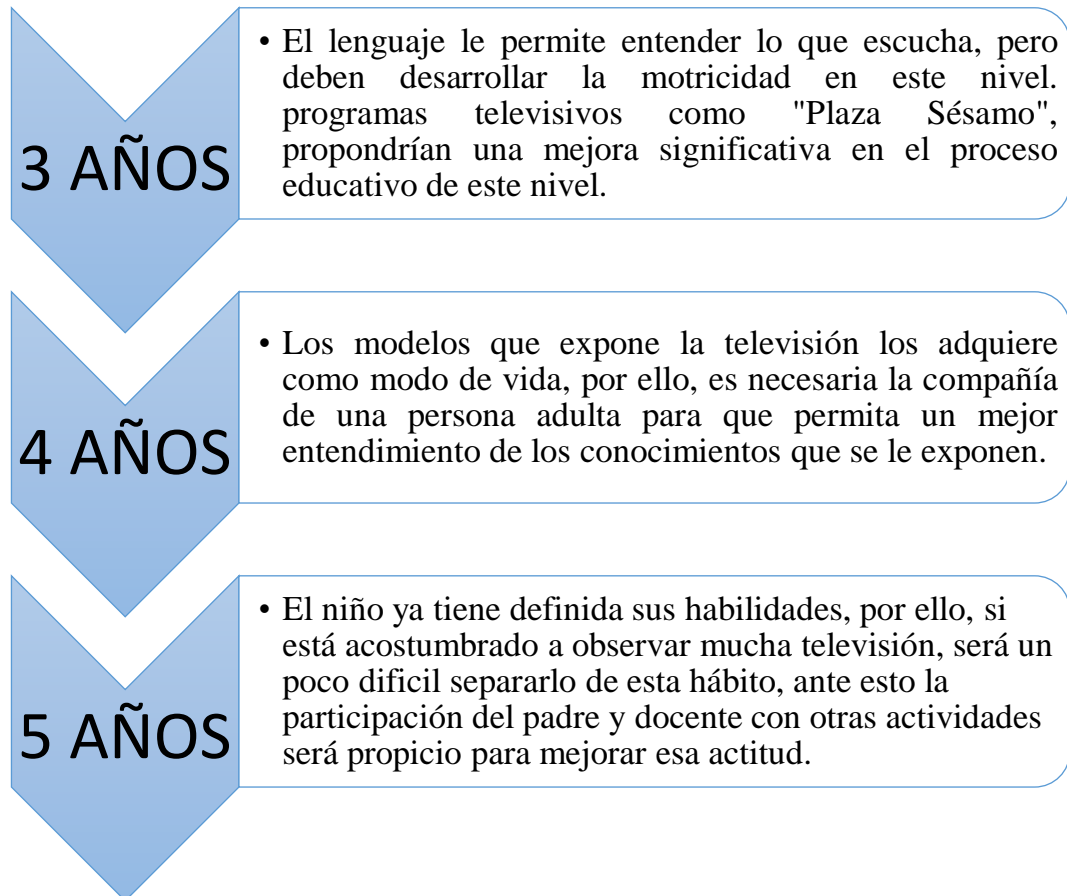 3 AÑOS
• El lenguaje le permite entender lo que escucha, pero
deben desarrollar la motricidad en este nivel.
programas televisivos como "Plaza Sésamo",
propondrían una mejora significativa en el proceso
educativo de este nivel.
4 AÑOS
• Los modelos que expone la televisión los adquiere
como modo de vida, por ello, es necesaria la compañía
de una persona adulta para que permita un mejor
entendimiento de los conocimientos que se le exponen.
5 AÑOS
• El niño ya tiene definida sus habilidades, por ello, si
está acostumbrado a observar mucha televisión, será un
poco dificil separarlo de esta hábito, ante esto la
participación del padre y docente con otras actividades
será propicio para mejorar esa actitud.